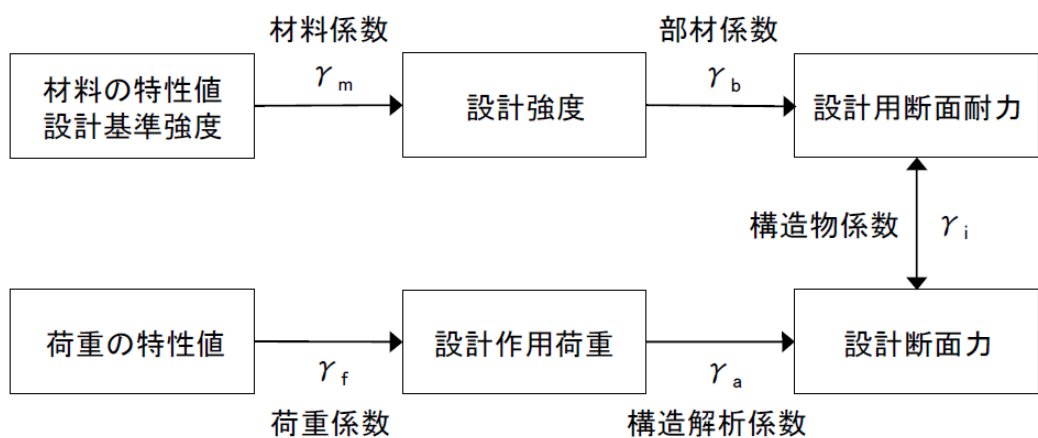 材料係数
γm
部材係数
γb
材料の特性値
設計基準強度
設計強度
設計用断面耐力
構造物係数
γi
荷重の特性値
設計作用荷重
設計断面力
γf
荷重係数
γa
構造解析係数